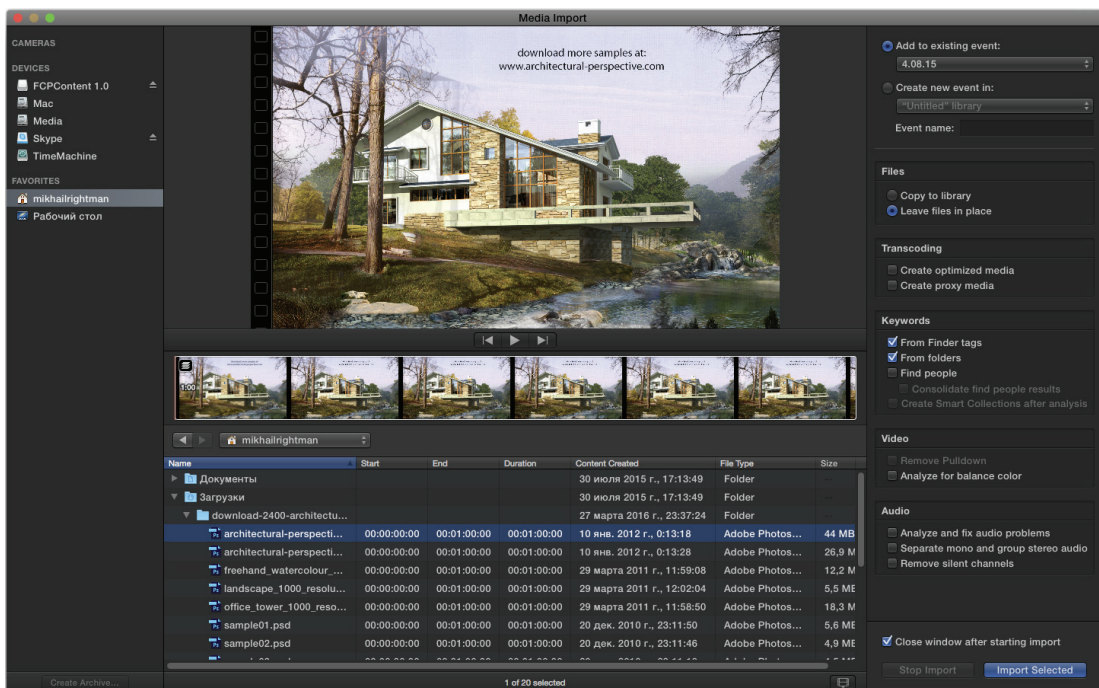 Media Import
CAMERAS
DEVICES
FCPContent 1.0
Mac
Media
Skype
TimeMachine
FAVORITES
mikhailrightman
Рабочий стол
download more samples at:
www.architectural-perspective.com
1:00
mikhailrightman
Name Start End Duration Content Created File Type Size
Документы 30 июля 2015 г., 17:13:49 Folder --
Загрузки 30 июля 2015 г., 17:13:49 Folder --
download-2400-architectu... 27 марта 2016 г., 23:37:24 Folder --
architectural-perspecti... 00:00:00:00 00:01:00:00 00:01:00:00 10 янв. 2012 г., 0:13:18 Adobe Photos... 44 MB
architectural-perspecti... 00:00:00:00 00:01:00:00 00:01:00:00 10 янв. 2012 г., 0:13:28 Adobe Photos... 26,9 M
freehand_watercolour_... 00:00:00:00 00:01:00:00 00:01:00:00 29 марта 2011 г., 11:59:08 Adobe Photos... 12,2 M
landscape_1000_resolu... 00:00:00:00 00:01:00:00 00:01:00:00 29 марта 2011 г., 12:02:04 Adobe Photos... 5,5 ME
office_tower_1000_reso... 00:00:00:00 00:01:00:00 00:01:00:00 29 марта 2011 г., 11:58:50 Adobe Photos... 18,3 M
sample01.psd 00:00:00:00 00:01:00:00 00:01:00:00 20 дек. 2010 г., 23:11:50 Adobe Photos... 5,6 ME
sample02.psd 00:00:00:00 00:01:00:00 00:01:00:00 20 дек. 2010 г., 23:11:46 Adobe Photos... 4,9 ME
Create Archive...
1 of 20 selected
Add to existing event:
4.08.15
Create new event in:
"Untitled" library
Event name:
Files
Copy to library
Leave files in place
Transcoding
Create optimized media
Create proxy media
Keywords
From Finder tags
From folders
Find people
Consolidate find people results
Create Smart Collections after analysis
Video
Remove Pulldown
Analyze for balance color
Audio
Analyze and fix audio problems
Separate mono and group stereo audio
Remove silent channels
Close window after starting import
Stop Import
Import Selected